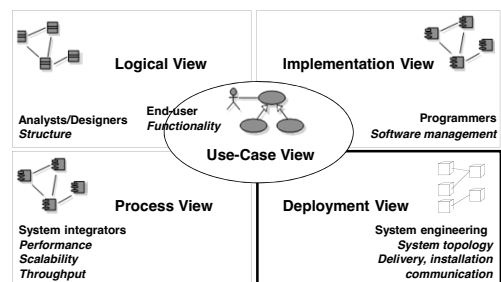 Logical View
Analysts/Designers
Structure
Implementation View
Programmers
Software management
End-user
Functionality
Use-Case View
Process View
System integrators
Performance
Scalability
Throughput
Deployment View
System engineering
System topology
Delivery, installation
communication